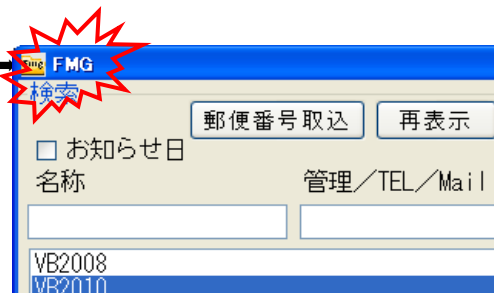 fmg FMG
検索
郵便番号取込 再表示
お知らせ日
名称 管理／TEL／Mail
VB2008
VB2010